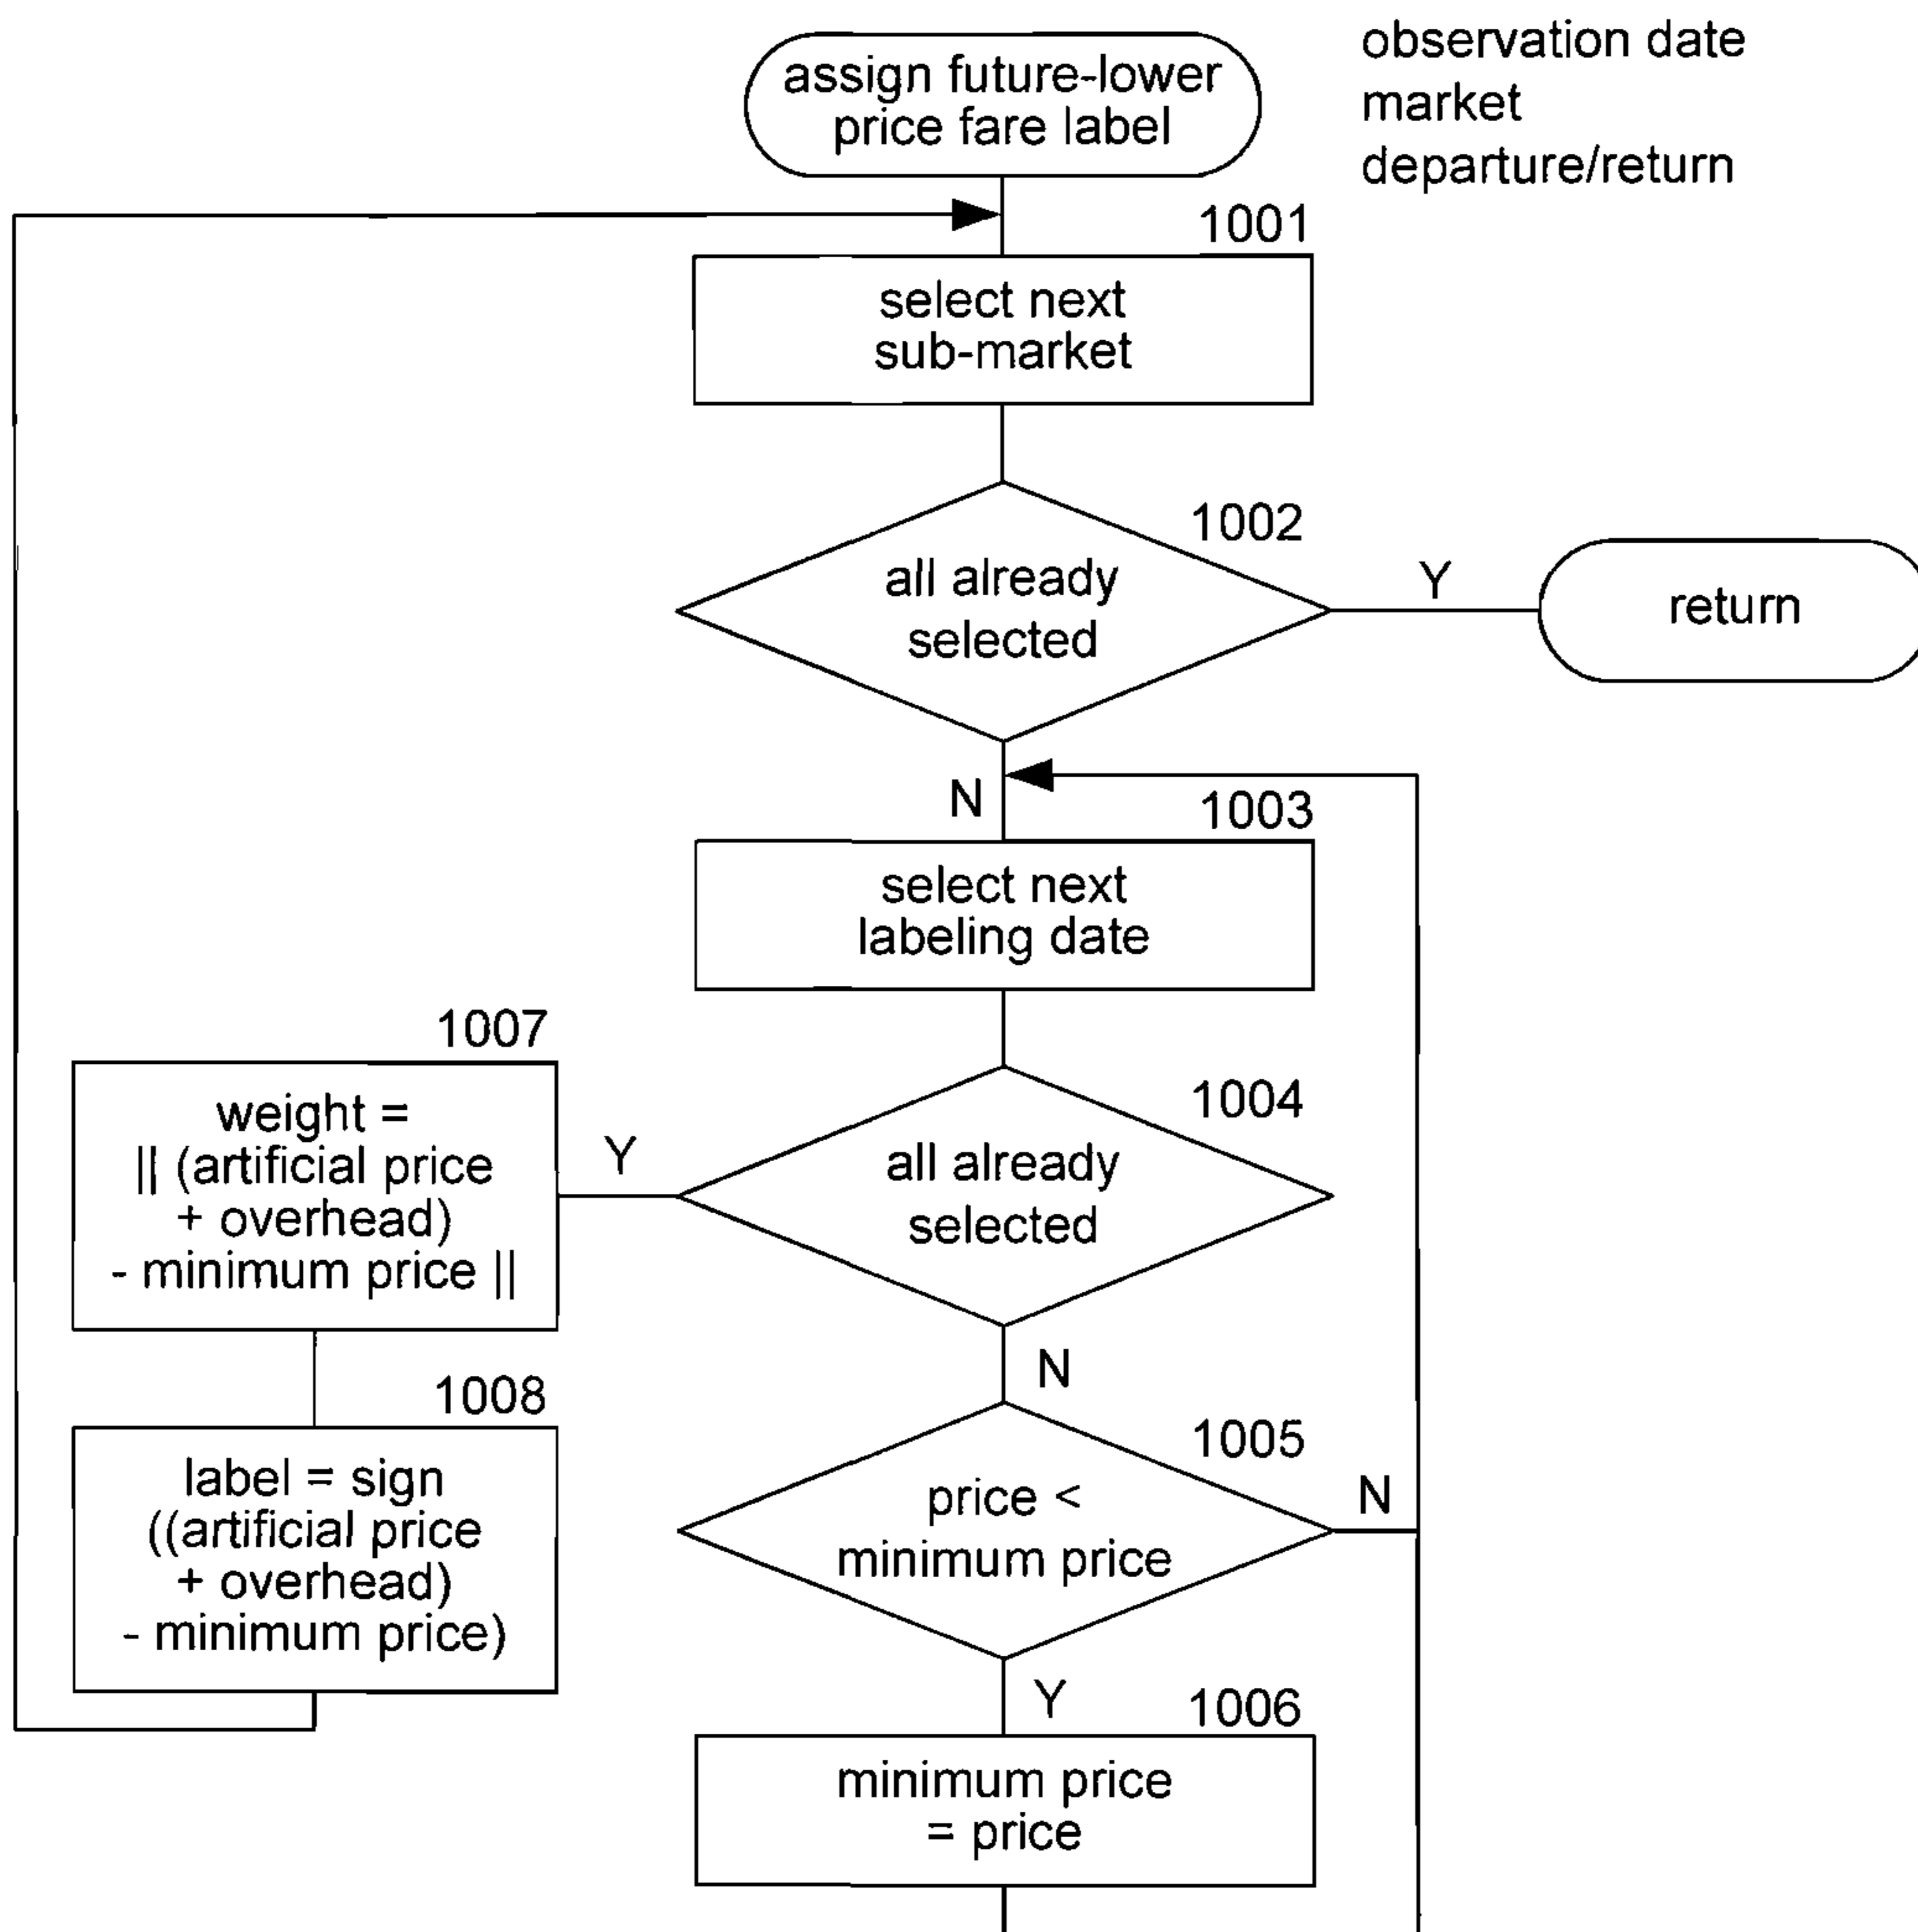 assign future-lower
price fare label
observation date
market
departure/return
1001
select next
sub-market
1002
all already
selected
Y
return
N
1003
select next
labeling date
1004
all already
selected
Y
1007
weight =
|| (artificial price
+ overhead)
- minimum price ||
N
1008
label = sign
((artificial price
+ overhead)
- minimum price)
1005
price <
minimum price
N
Y
1006
minimum price
= price